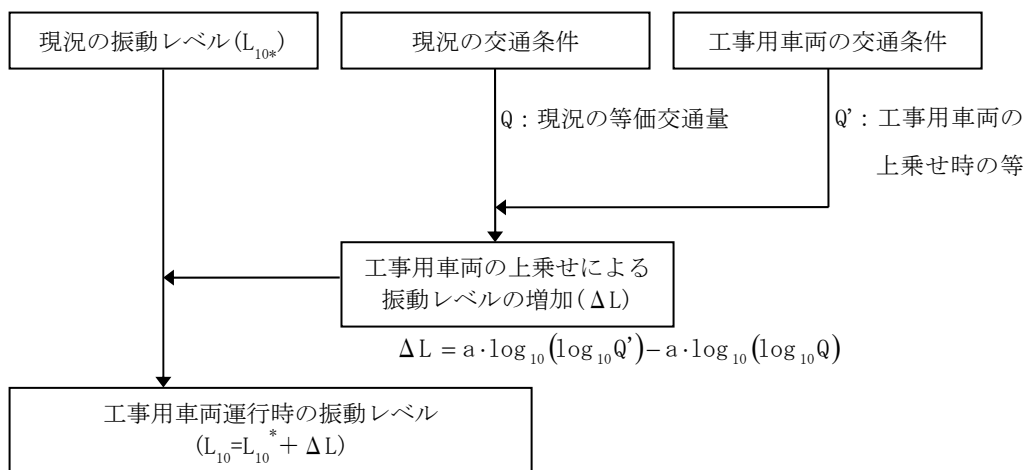 現況の振動レベル(L10*)
現況の交通条件
工事用車両の交通条件
Q：現況の等価交通量
Q’：工事用車両の
上乗せ時の等
工事用車両の上乗せによる
振動レベルの増加(ΔL)
ΔL＝a·log10(log10Q’)−a·log10(log10Q)
工事用車両運行時の振動レベル
(L10=L10*＋ΔL)